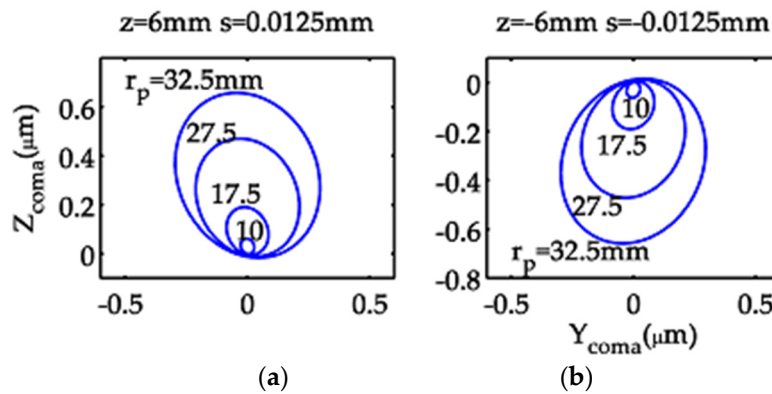 z=6mm s=0.0125mm
z=-6mm s=-0.0125mm
Z_coma(μm)
0.6
0.4
0.2
0
r_p=32.5mm
27.5
17.5
10
-0.5
0
0.5
(a)
0
-0.2
-0.4
-0.6
-0.8
10
17.5
27.5
r_p=32.5mm
-0.5
0
0.5
Y_coma(μm)
(b)